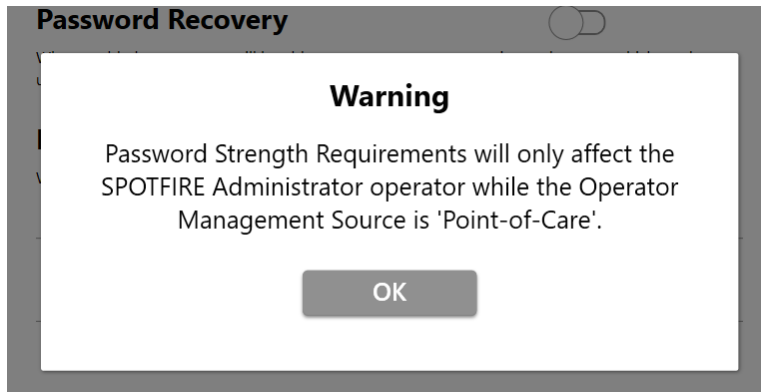 Password Recovery
Warning
Password Strength Requirements will only affect the
SPOTFIRE Administrator operator while the Operator
Management Source is 'Point-of-Care'.
OK